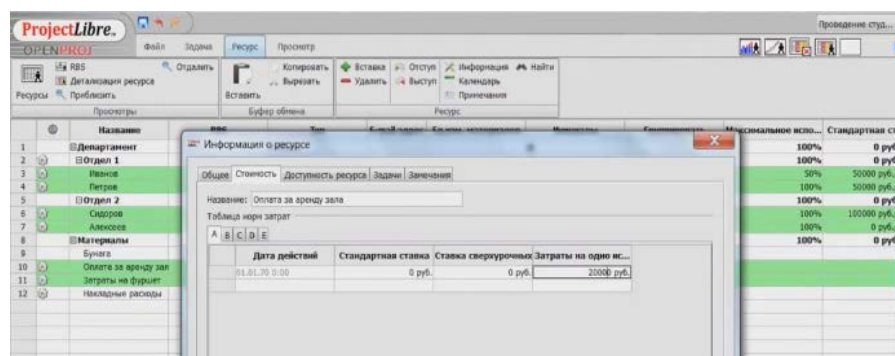 ProjectLibre.
OPENPROJ
Проведение студ...
Файл Задача Ресурс Просмотр
RBS
Детализация ресурса
Приблизить
Отдалить
Ресурсы
Просмотры
Вставить
Копировать
Вырезать
Буфер обмена
Вставка
Удалить
Отступ
Выступ
Информация
Календарь
Примечания
Найти
Ресурс
Название RBS Тип Максимальное испо... Стандартная ст
1 Департамент 100% 0 руб
2 Отдел 1 100% 0 руб
3 Иванов 50% 50000 руб.
4 Петров 100% 50000 руб.
5 Отдел 2 100% 0 руб
6 Сидоров 100% 100000 руб.
7 Алексеев 100% 0 руб.
8 Материалы 100% 0 руб
9 Бумага
10 Оплата за аренду зал
11 Затраты на фуршет
12 Накладные расходы
Информация о ресурсе
Общее Стоимость Доступность ресурса Задачи Замечания
Название: Оплата за аренду зала
Таблица норм затрат
A B C D E
Дата действий Стандартная ставка Ставка сверхурочных Затраты на одно ис...
01.01.70 0:00 0 руб. 0 руб. 20000 руб.